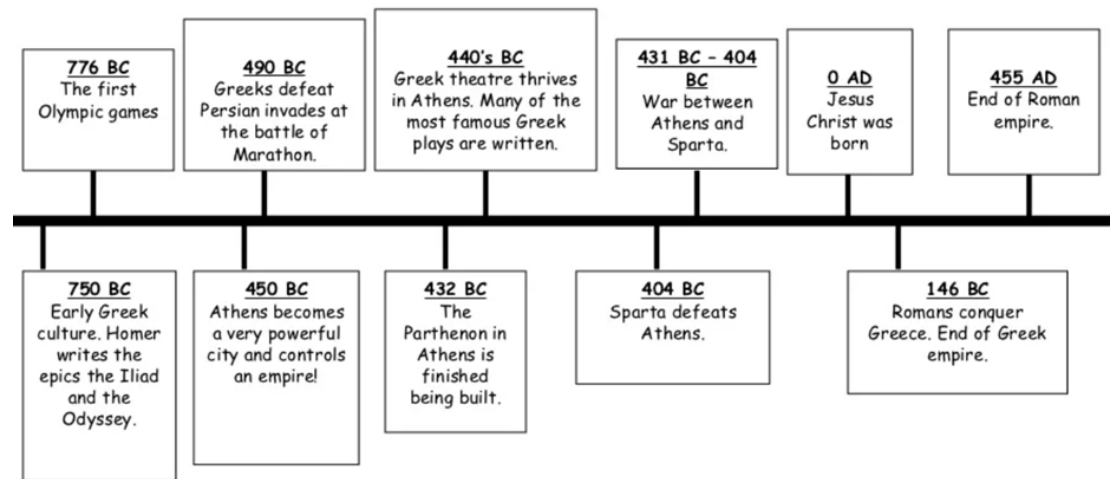 776 BC
The first
Olympic games
490 BC
Greeks defeat
Persian invades at
the battle of
Marathon.
440's BC
Greek theatre thrives
in Athens. Many of the
most famous Greek
plays are written.
431 BC – 404
BC
War between
Athens and
Sparta.
0 AD
Jesus
Christ was
born
455 AD
End of Roman
empire.
750 BC
Early Greek
culture. Homer
writes the
epics the Iliad
and the
Odyssey.
450 BC
Athens becomes
a very powerful
city and controls
an empire!
432 BC
The
Parthenon in
Athens is
finished
being built.
404 BC
Sparta defeats
Athens.
146 BC
Romans conquer
Greece. End of Greek
empire.